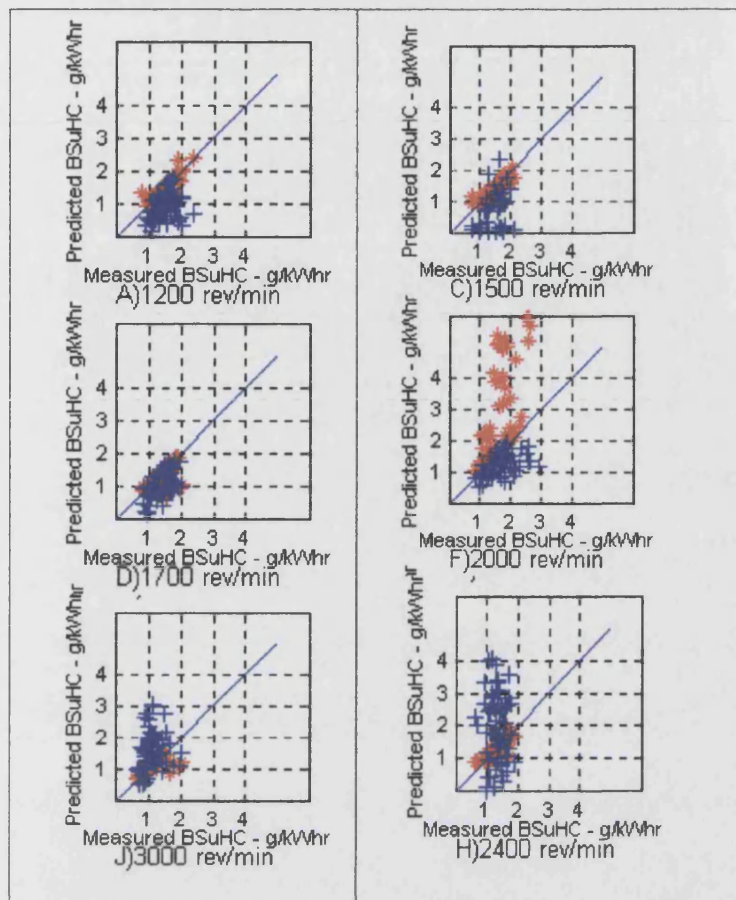 Predicted BSuHC - g/kWhr
4
3
2
1
1 2 3 4
Measured BSuHC - g/kWhr
A)1200 rev/min
Predicted BSuHC - g/kWhr
4
3
2
1
1 2 3 4
Measured BSuHC - g/kWhr
C)1500 rev/min
Predicted BSuHC - g/kWhr
4
3
2
1
1 2 3 4
Measured BSuHC - g/kWhr
D)1700 rev/min
Predicted BSuHC - g/kWhr
4
3
2
1
1 2 3 4
Measured BSuHC - g/kWhr
F)2000 rev/min
Predicted BSuHC - g/kWhr
4
3
2
1
1 2 3 4
Measured BSuHC - g/kWhr
J)3000 rev/min
Predicted BSuHC - g/kWhr
4
3
2
1
1 2 3 4
Measured BSuHC - g/kWhr
H)2400 rev/min